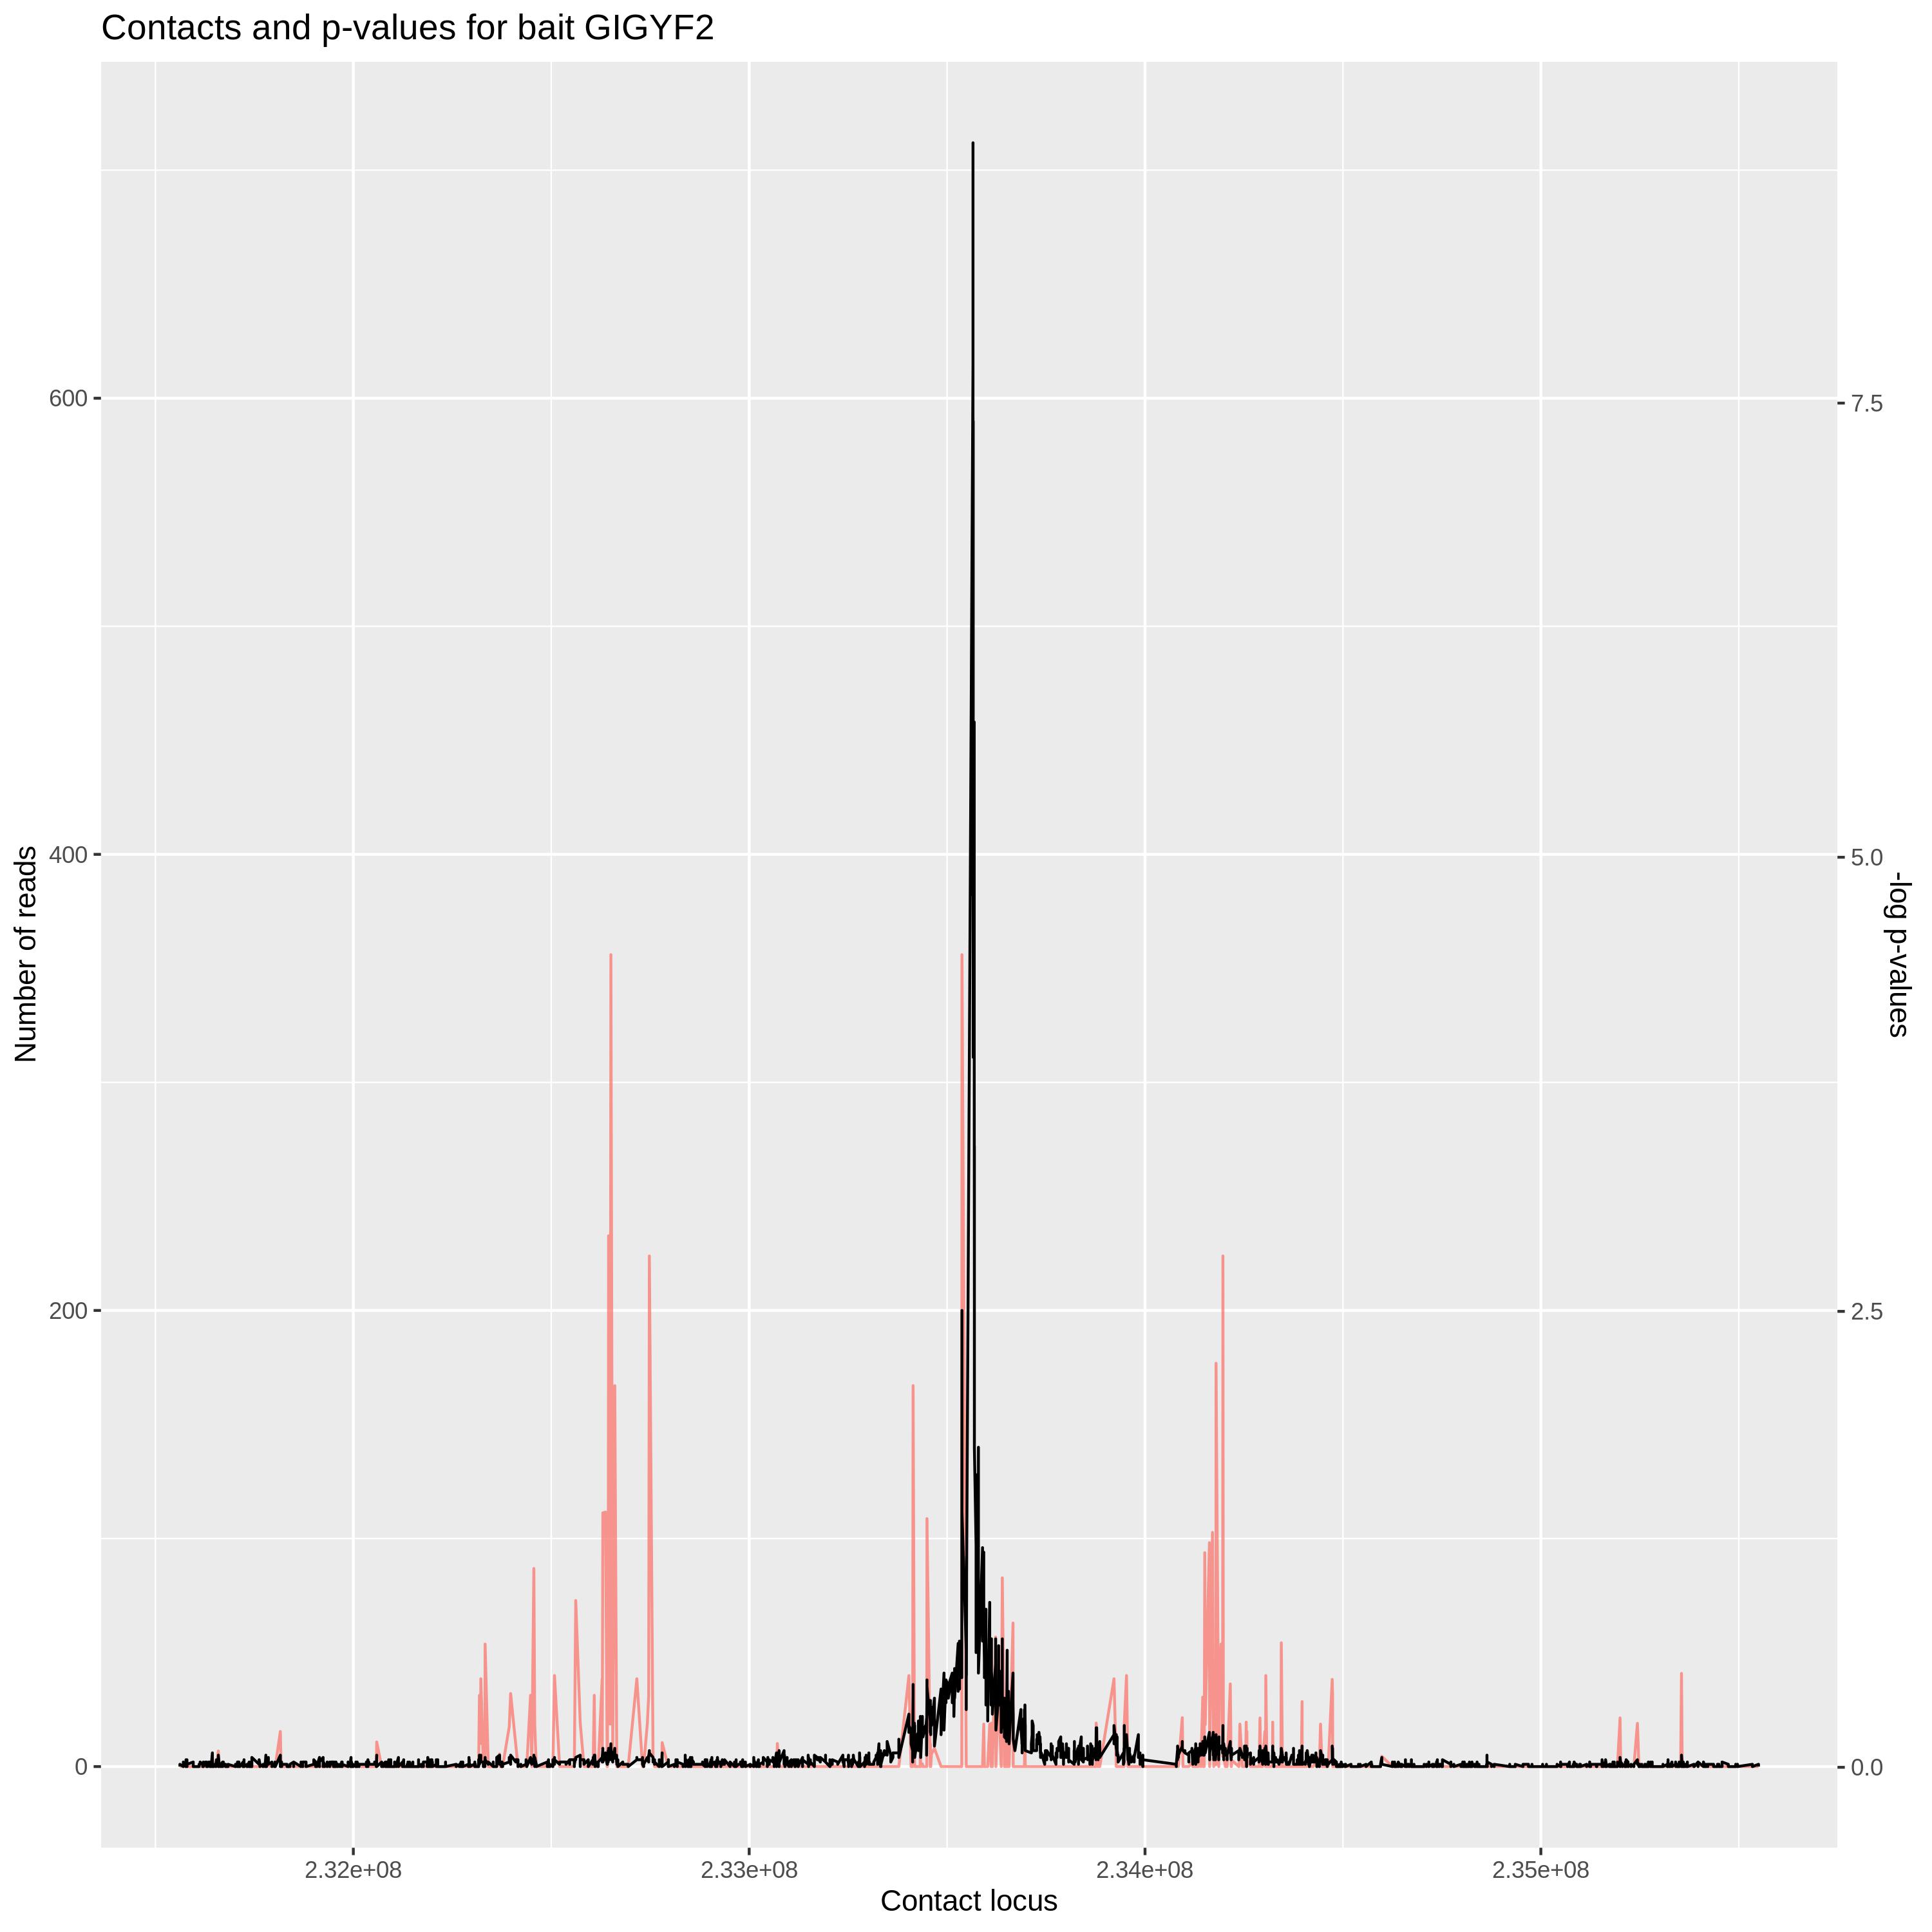 Contacts and p-values for bait GIGYF2
Number of reads
600
400
200
0
7.5
5.0
2.5
0.0
-log p-values
2.32e+08
2.33e+08
2.34e+08
2.35e+08
Contact locus